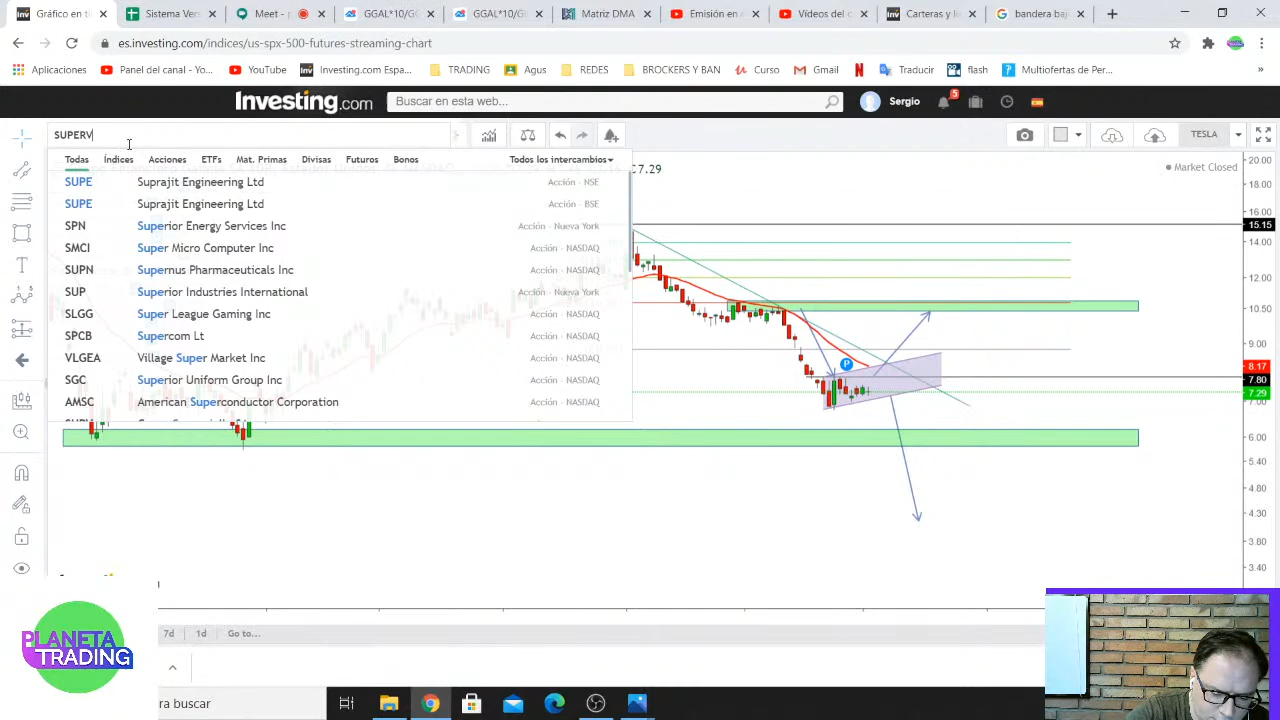 Gráfico en ti
Sistema Vers
Meet - p
GGAL*10/G
GGAL*10/G
Matriz DMA
Emisión en A
Vídeos del c
Carteras y le
bandera baj
es.investing.com/indices/us-spx-500-futures-streaming-chart
Aplicaciones
Panel del canal - Yo...
YouTube
Investing.com Espa...
TRADING
Agus
REDES
BROCKERS Y BAN
Curso
Gmail
Traducir
flash
Multiofertas de Per...
»
Investing.com
Buscar en esta web...
Sergio
5
SUPERV
TESLA
Todas
Índices
Acciones
ETFs
Mat. Primas
Divisas
Futuros
Bonos
Todos los intercambios
7.29
Market Closed
SUPE Suprajit Engineering Ltd Acción - NSE
SUPE Suprajit Engineering Ltd Acción - BSE
SPN Superior Energy Services Inc Acción - Nueva York
SMCI Super Micro Computer Inc Acción - NASDAQ
SUPN Supernus Pharmaceuticals Inc Acción - NASDAQ
SUP Superior Industries International Acción - Nueva York
SLGG Super League Gaming Inc Acción - NASDAQ
SPCB Supercom Lt Acción - NASDAQ
VLGEA Village Super Market Inc Acción - NASDAQ
SGC Superior Uniform Group Inc Acción - NASDAQ
AMSC American Superconductor Corporation Acción - NASDAQ
P
20.00
18.00
16.00
15.15
14.00
12.00
10.50
9.00
8.17
7.80
7.29
7.00
6.00
5.40
4.80
4.30
3.80
3.40
7d
1d
Go to...
PLANETA
TRADING
ra buscar